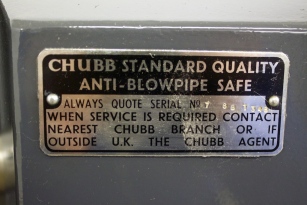 CHUBB STANDARD QUALITY
ANTI-BLOWPIPE SAFE
ALWAYS QUOTE SERIAL Nº
WHEN SERVICE IS REQUIRED CONTACT
NEAREST CHUBB BRANCH OR IF
OUTSIDE U.K. THE CHUBB AGENT